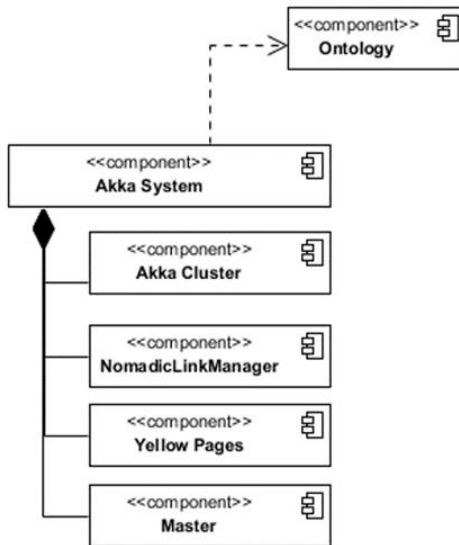 <<component>>
Ontology
<<component>>
Akka System
<<component>>
Akka Cluster
<<component>>
NomadicLinkManager
<<component>>
Yellow Pages
<<component>>
Master